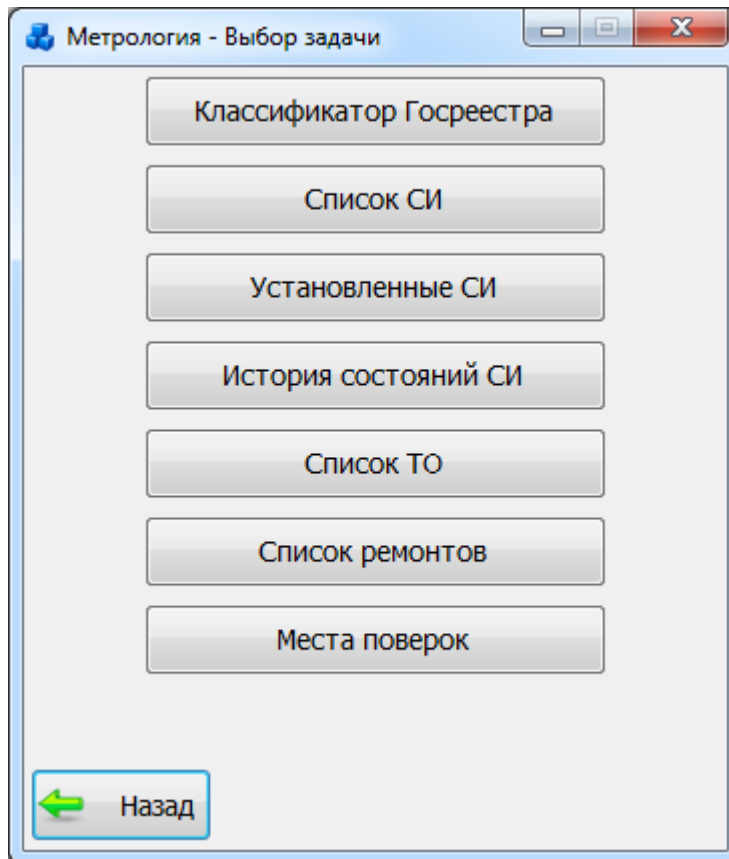 Метрология - Выбор задачи
Классификатор Госреестра
Список СИ
Установленные СИ
История состояний СИ
Список ТО
Список ремонтов
Места поверок
Назад